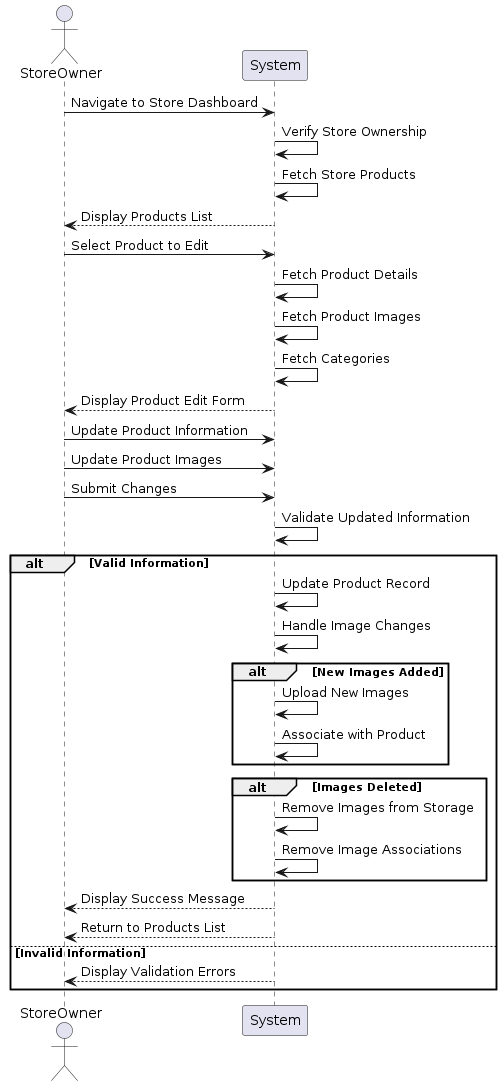 StoreOwner
System
Navigate to Store Dashboard
Verify Store Ownership
Fetch Store Products
Display Products List
Select Product to Edit
Fetch Product Details
Fetch Product Images
Fetch Categories
Display Product Edit Form
Update Product Information
Update Product Images
Submit Changes
Validate Updated Information
alt [Valid Information]
Update Product Record
Handle Image Changes
alt [New Images Added]
Upload New Images
Associate with Product
alt [Images Deleted]
Remove Images from Storage
Remove Image Associations
Display Success Message
Return to Products List
[Invalid Information]
Display Validation Errors
StoreOwner
System